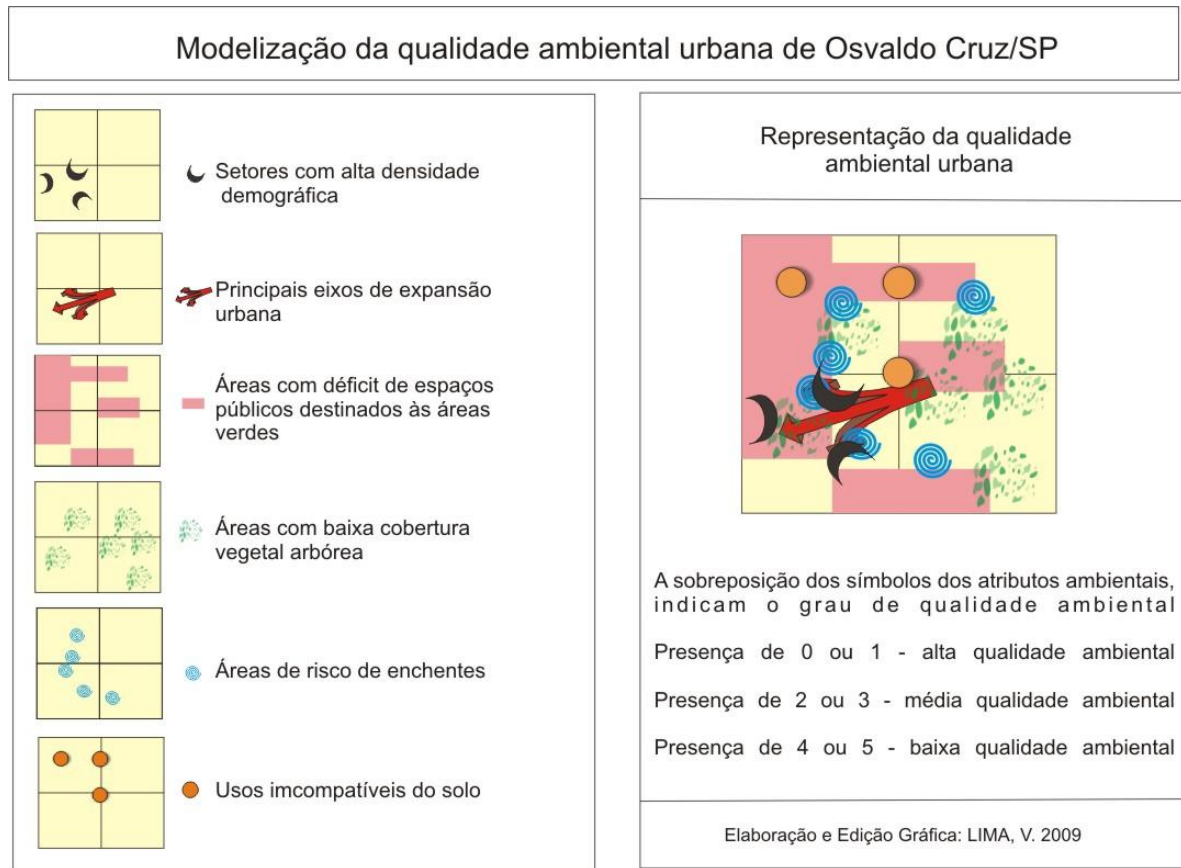 Modelização da qualidade ambiental urbana de Osvaldo Cruz/SP
Setores com alta densidade
demográfica
Principais eixos de expansão
urbana
Áreas com déficit de espaços
públicos destinados às áreas
verdes
Áreas com baixa cobertura
vegetal arbórea
Áreas de risco de enchentes
Usos imcompatíveis do solo
Representação da qualidade
ambiental urbana
A sobreposição dos símbolos dos atributos ambientais,
indicam o grau de qualidade ambiental
Presença de 0 ou 1 - alta qualidade ambiental
Presença de 2 ou 3 - média qualidade ambiental
Presença de 4 ou 5 - baixa qualidade ambiental
Elaboração e Edição Gráfica: LIMA, V. 2009